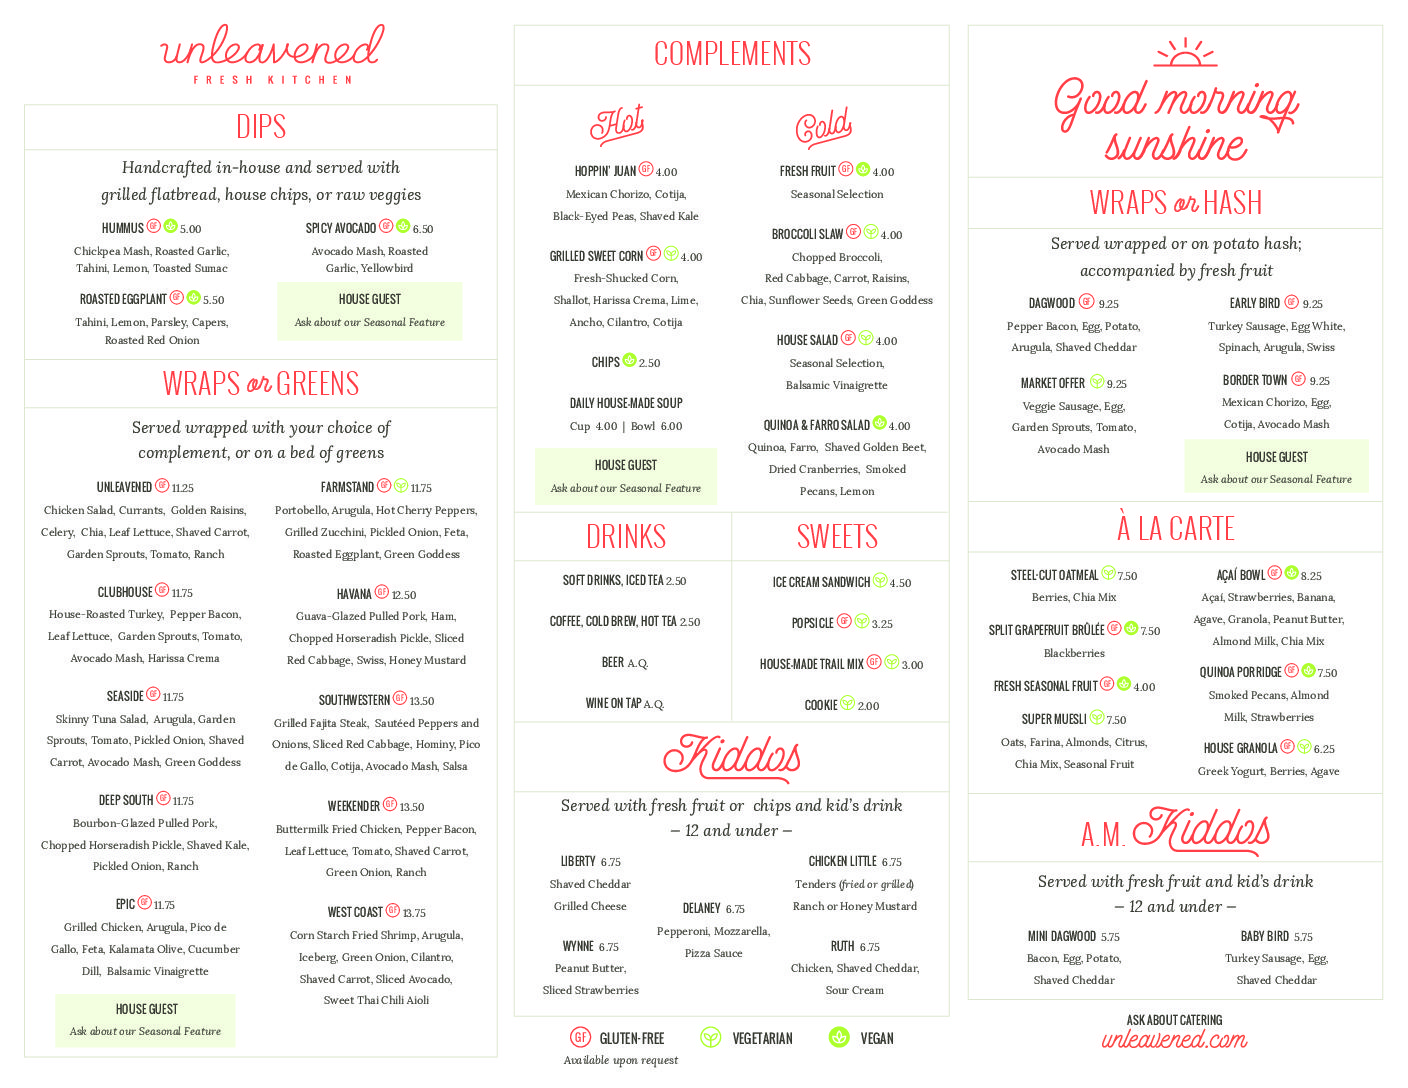 unleavened
FRESH KITCHEN
DIPS
Handcrafted in-house and served with
grilled flatbread, house chips, or raw veggies
HUMMUS GF 5.00
Chickpea Mash, Roasted Garlic,
Tahini, Lemon, Toasted Sumac
ROASTED EGGPLANT GF 5.50
Tahini, Lemon, Parsley, Capers,
Roasted Red Onion
SPICY AVOCADO GF 6.50
Avocado Mash, Roasted
Garlic, Yellowbird
HOUSE GUEST
Ask about our Seasonal Feature
WRAPS or GREENS
Served wrapped with your choice of
complement, or on a bed of greens
UNLEAVENED GF 11.25
Chicken Salad, Currants, Golden Raisins,
Celery, Chia, Leaf Lettuce, Shaved Carrot,
Garden Sprouts, Tomato, Ranch
CLUBHOUSE GF 11.75
House-Roasted Turkey, Pepper Bacon,
Leaf Lettuce, Garden Sprouts, Tomato,
Avocado Mash, Harissa Crema
SEASIDE GF 11.75
Skinny Tuna Salad, Arugula, Garden
Sprouts, Tomato, Pickled Onion, Shaved
Carrot, Avocado Mash, Green Goddess
DEEP SOUTH GF 11.75
Bourbon-Glazed Pulled Pork,
Chopped Horseradish Pickle, Shaved Kale,
Pickled Onion, Ranch
EPIC GF 11.75
Grilled Chicken, Arugula, Pico de
Gallo, Feta, Kalamata Olive, Cucumber
Dill, Balsamic Vinaigrette
HOUSE GUEST
Ask about our Seasonal Feature
FARMSTAND GF 11.75
Portobello, Arugula, Hot Cherry Peppers,
Grilled Zucchini, Pickled Onion, Feta,
Roasted Eggplant, Green Goddess
HAVANA GF 12.50
Guava-Glazed Pulled Pork, Ham,
Chopped Horseradish Pickle, Sliced
Red Cabbage, Swiss, Honey Mustard
SOUTHWESTERN GF 13.50
Grilled Fajita Steak, Sautéed Peppers and
Onions, Sliced Red Cabbage, Hominy, Pico
de Gallo, Cotija, Avocado Mash, Salsa
WEEKENDER GF 13.50
Buttermilk Fried Chicken, Pepper Bacon,
Leaf Lettuce, Tomato, Shaved Carrot,
Green Onion, Ranch
WEST COAST GF 13.75
Corn Starch Fried Shrimp, Arugula,
Iceberg, Green Onion, Cilantro,
Shaved Carrot, Sliced Avocado,
Sweet Thai Chili Aioli
COMPLEMENTS
Hot
HOPPIN' JUAN GF 4.00
Mexican Chorizo, Cotija,
Black-Eyed Peas, Shaved Kale
GRILLED SWEET CORN GF 4.00
Fresh-Shucked Corn,
Shallot, Harissa Crema, Lime,
Ancho, Cilantro, Cotija
CHIPS 2.50
DAILY HOUSE-MADE SOUP
Cup 4.00 | Bowl 6.00
HOUSE GUEST
Ask about our Seasonal Feature
Cold
FRESH FRUIT GF 4.00
Seasonal Selection
BROCCOLI SLAW GF 4.00
Chopped Broccoli,
Red Cabbage, Carrot, Raisins,
Chia, Sunflower Seeds, Green Goddess
HOUSE SALAD GF 4.00
Seasonal Selection,
Balsamic Vinaigrette
QUINOA & FARRO SALAD 4.00
Quinoa, Farro, Shaved Golden Beet,
Dried Cranberries, Smoked
Pecans, Lemon
DRINKS
SOFT DRINKS, ICED TEA 2.50
COFFEE, COLD BREW, HOT TEA 2.50
BEER A.Q.
WINE ON TAP A.Q.
SWEETS
ICE CREAM SANDWICH 4.50
POPSICLE GF 3.25
HOUSE-MADE TRAIL MIX GF 3.00
COOKIE 2.00
Kiddos
Served with fresh fruit or chips and kid's drink
– 12 and under –
LIBERTY 6.75
Shaved Cheddar
Grilled Cheese
WYNNE 6.75
Peanut Butter,
Sliced Strawberries
DELANEY 6.75
Pepperoni, Mozzarella,
Pizza Sauce
CHICKEN LITTLE 6.75
Tenders (fried or grilled)
Ranch or Honey Mustard
RUTH 6.75
Chicken, Shaved Cheddar,
Sour Cream
GF GLUTEN-FREE VEGETARIAN VEGAN
Available upon request
Good morning
sunshine
WRAPS or HASH
Served wrapped or on potato hash;
accompanied by fresh fruit
DAGWOOD GF 9.25
Pepper Bacon, Egg, Potato,
Arugula, Shaved Cheddar
MARKET OFFER 9.25
Veggie Sausage, Egg,
Garden Sprouts, Tomato,
Avocado Mash
EARLY BIRD GF 9.25
Turkey Sausage, Egg White,
Spinach, Arugula, Swiss
BORDER TOWN GF 9.25
Mexican Chorizo, Egg,
Cotija, Avocado Mash
HOUSE GUEST
Ask about our Seasonal Feature
À LA CARTE
STEEL-CUT OATMEAL 7.50
Berries, Chia Mix
SPLIT GRAPEFRUIT BRÛLÉE GF 7.50
Blackberries
FRESH SEASONAL FRUIT GF 4.00
SUPER MUESLI 7.50
Oats, Farina, Almonds, Citrus,
Chia Mix, Seasonal Fruit
AÇAÍ BOWL GF 8.25
Açaí, Strawberries, Banana,
Agave, Granola, Peanut Butter,
Almond Milk, Chia Mix
QUINOA PORRIDGE GF 7.50
Smoked Pecans, Almond
Milk, Strawberries
HOUSE GRANOLA GF 6.25
Greek Yogurt, Berries, Agave
A.M. Kiddos
Served with fresh fruit and kid's drink
– 12 and under –
MINI DAGWOOD 5.75
Bacon, Egg, Potato,
Shaved Cheddar
BABY BIRD 5.75
Turkey Sausage, Egg,
Shaved Cheddar
ASK ABOUT CATERING
unleavened.com